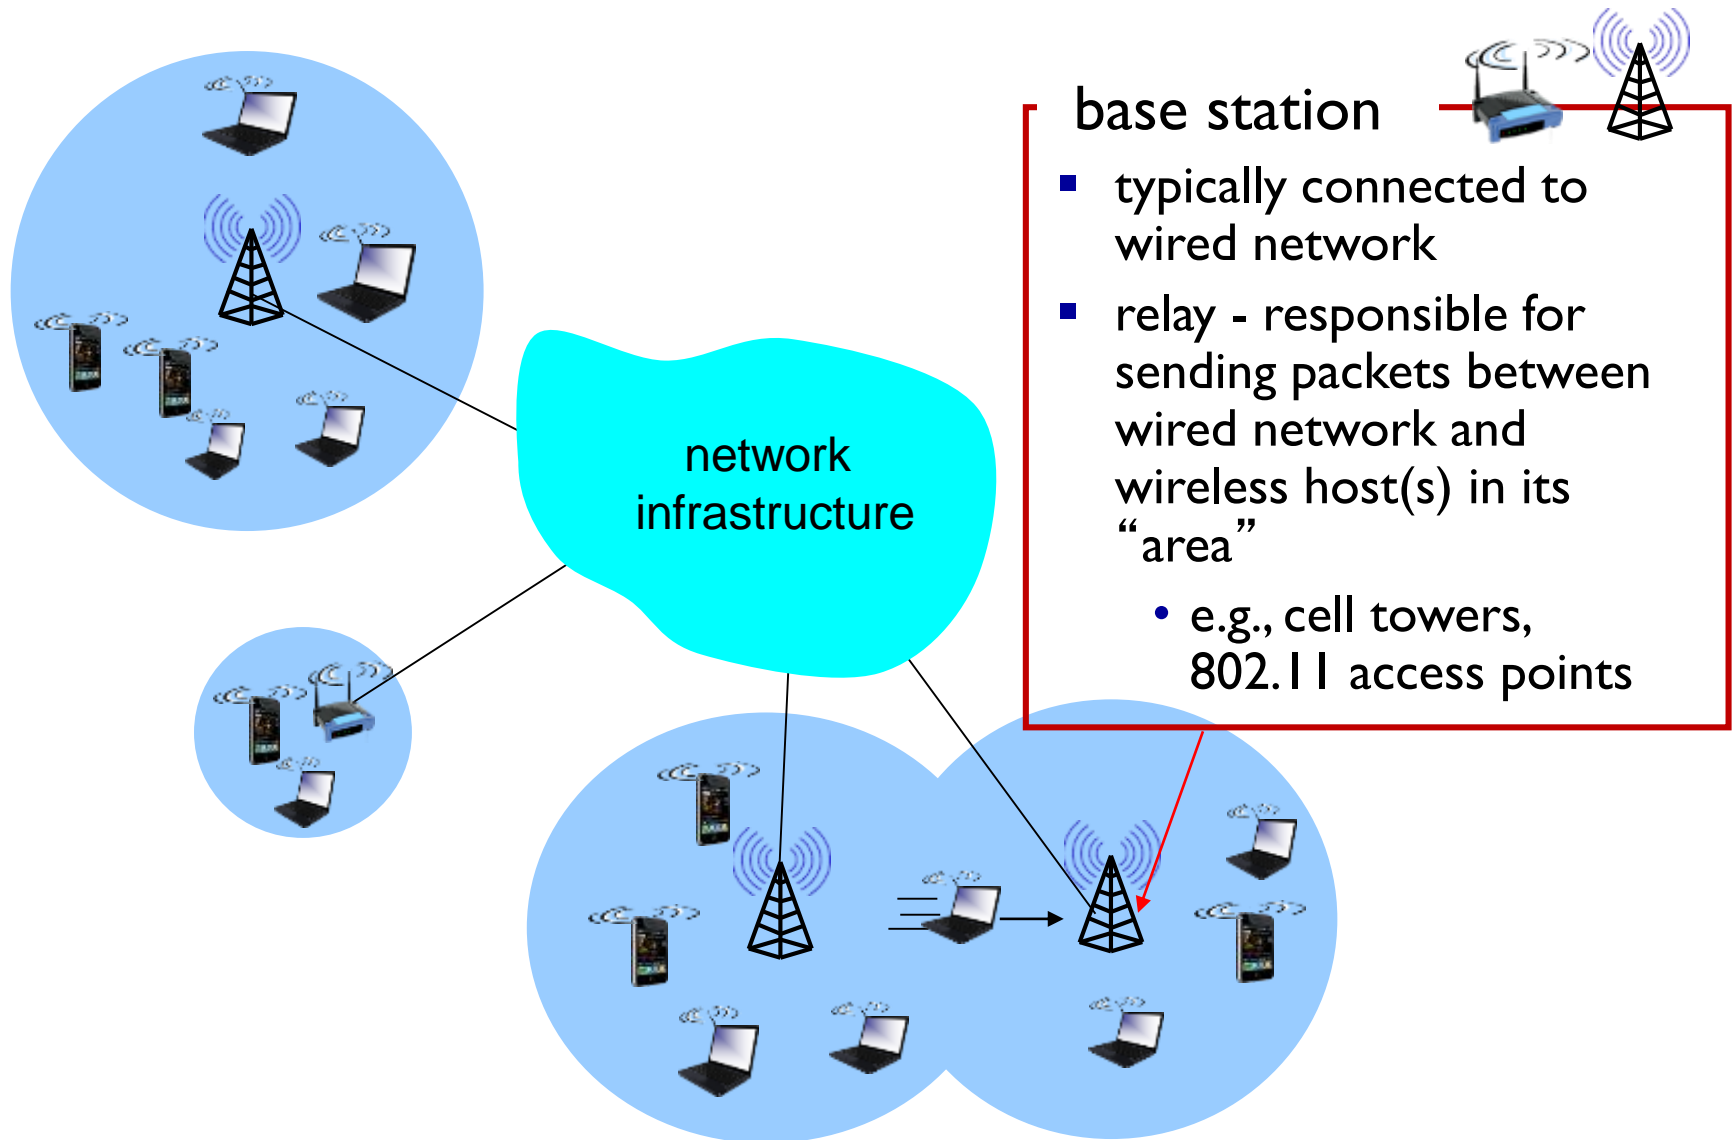 base station
▪ typically connected to
wired network
▪ relay - responsible for
sending packets between
wired network and
wireless host(s) in its
“area”
• e.g., cell towers,
802.11 access points
network
infrastructure